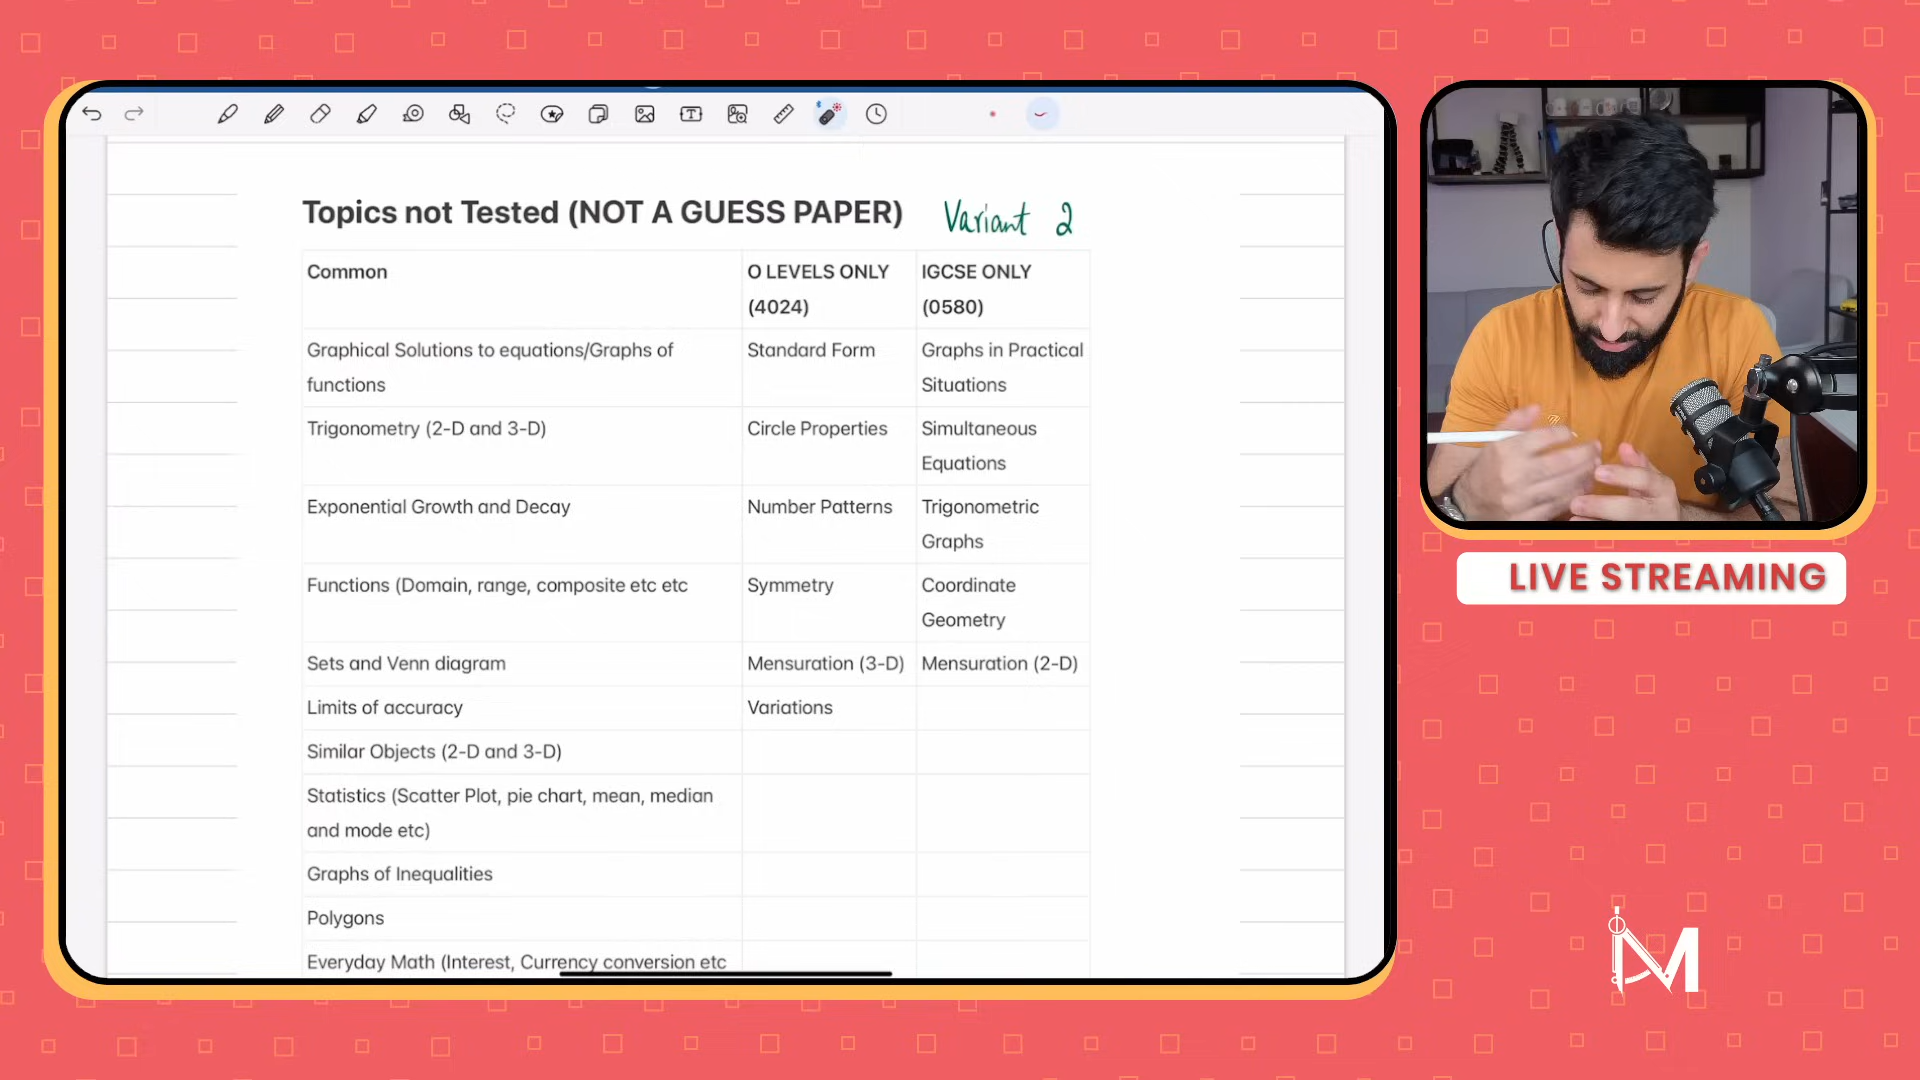 Topics not Tested (NOT A GUESS PAPER) Variant 2
Common
O LEVELS ONLY
(4024)
IGCSE ONLY
(0580)
Graphical Solutions to equations/Graphs of
functions
Standard Form
Graphs in Practical
Situations
Trigonometry (2-D and 3-D)
Circle Properties
Simultaneous
Equations
Exponential Growth and Decay
Number Patterns
Trigonometric
Graphs
Functions (Domain, range, composite etc etc
Symmetry
Coordinate
Geometry
Sets and Venn diagram
Mensuration (3-D)
Mensuration (2-D)
Limits of accuracy
Variations
Similar Objects (2-D and 3-D)
Statistics (Scatter Plot, pie chart, mean, median
and mode etc)
Graphs of Inequalities
Polygons
Everyday Math (Interest, Currency conversion etc
LIVE STREAMING
M